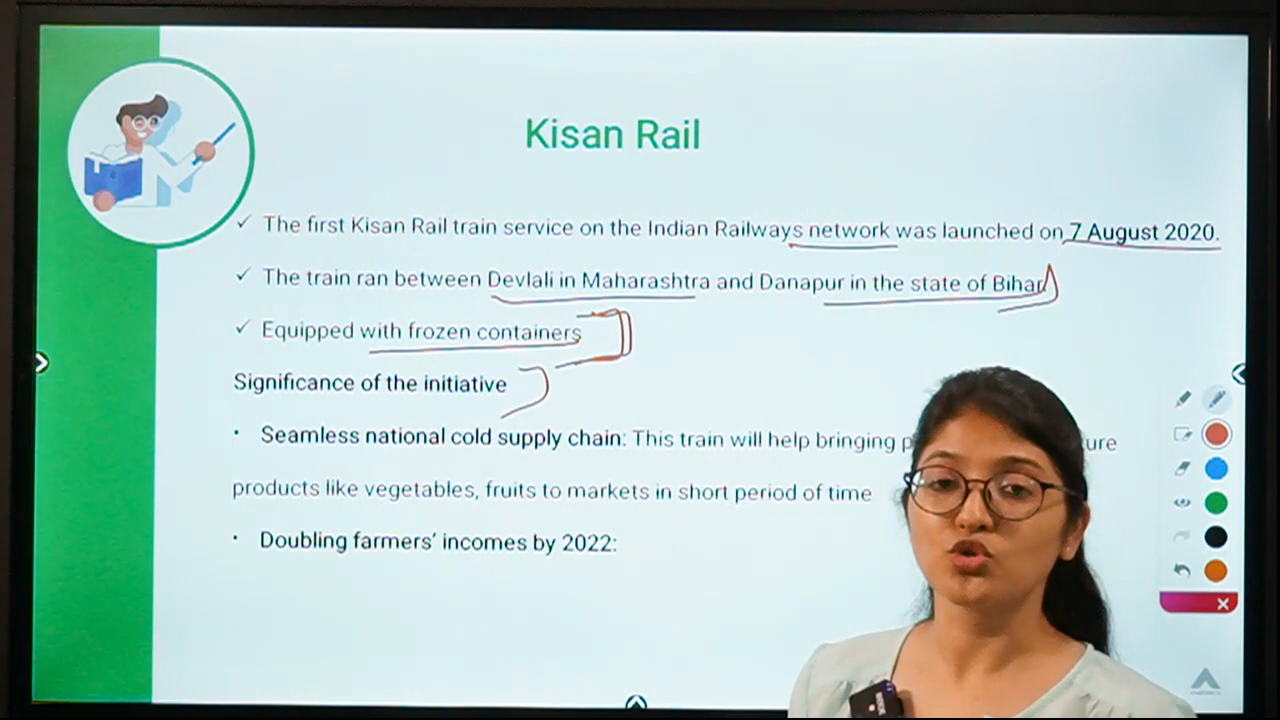 Kisan Rail
✓ The first Kisan Rail train service on the Indian Railways network was launched on 7 August 2020.
✓ The train ran between Devlali in Maharashtra and Danapur in the state of Bihar
✓ Equipped with frozen containers
Significance of the initiative
• Seamless national cold supply chain: This train will help bringing
products like vegetables, fruits to markets in short period of time
• Doubling farmers’ incomes by 2022: